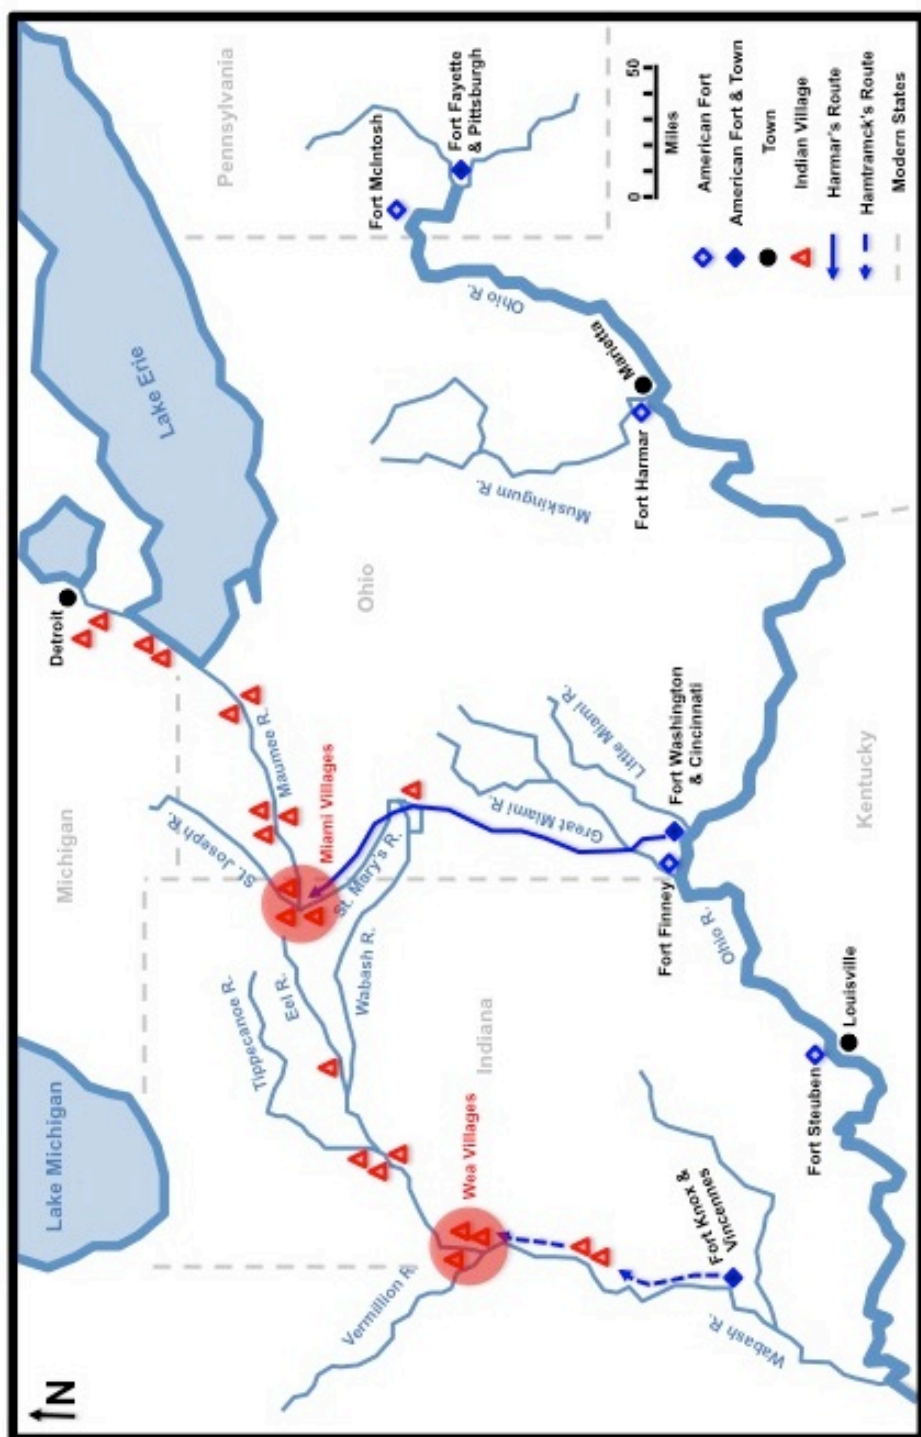 N
Lake Michigan
Michigan
Detroit
Lake Erie
Pennsylvania
St. Joseph R.
Maumee R.
Miami Villages
Tippecanoe R.
Eel R.
St. Mary's R.
Wabash R.
Vermillion R.
Wea Villages
Indiana
Ohio
Fort McIntosh
Fort Fayette
& Pittsburgh
Ohio R.
Muskingum R.
Marietta
Fort Harmar
Great Miami R.
Little Miami R.
Fort Washington
& Cincinnati
Fort Finney
Ohio R.
Fort Knox &
Vincennes
Wabash R.
Fort Steuben
Louisville
Kentucky
0 50
Miles
American Fort
American Fort & Town
Town
Indian Village
Harmar's Route
Hamtramck's Route
Modern States